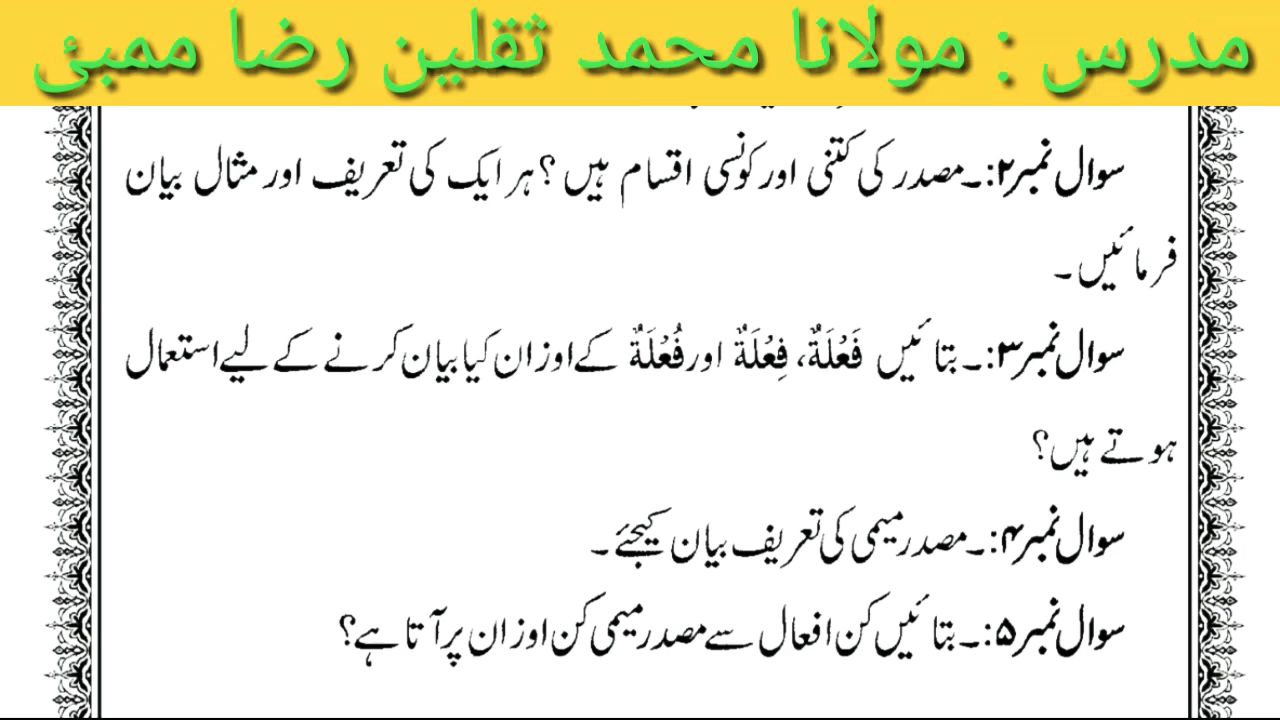 مدرس : مولانا محمد ثقلین رضا ممبئ
سوال نمبر۲:۔مصدر کی کتنی اور کونسی اقسام ہیں ؟ ہر ایک کی تعریف اور مثال بیان
فرمائیں۔
سوال نمبر۳:۔بتائیں فَعْلَةٌ، فِعْلَةٌ اور فُعْلَةٌ کے اوزان کیا بیان کرنے کے لیے استعمال
ہوتے ہیں؟
سوال نمبر۴:۔مصدر میمی کی تعریف بیان کیجئے۔
سوال نمبر۵:۔بتائیں کن افعال سے مصدر میمی کن اوزان پر آتا ہے؟